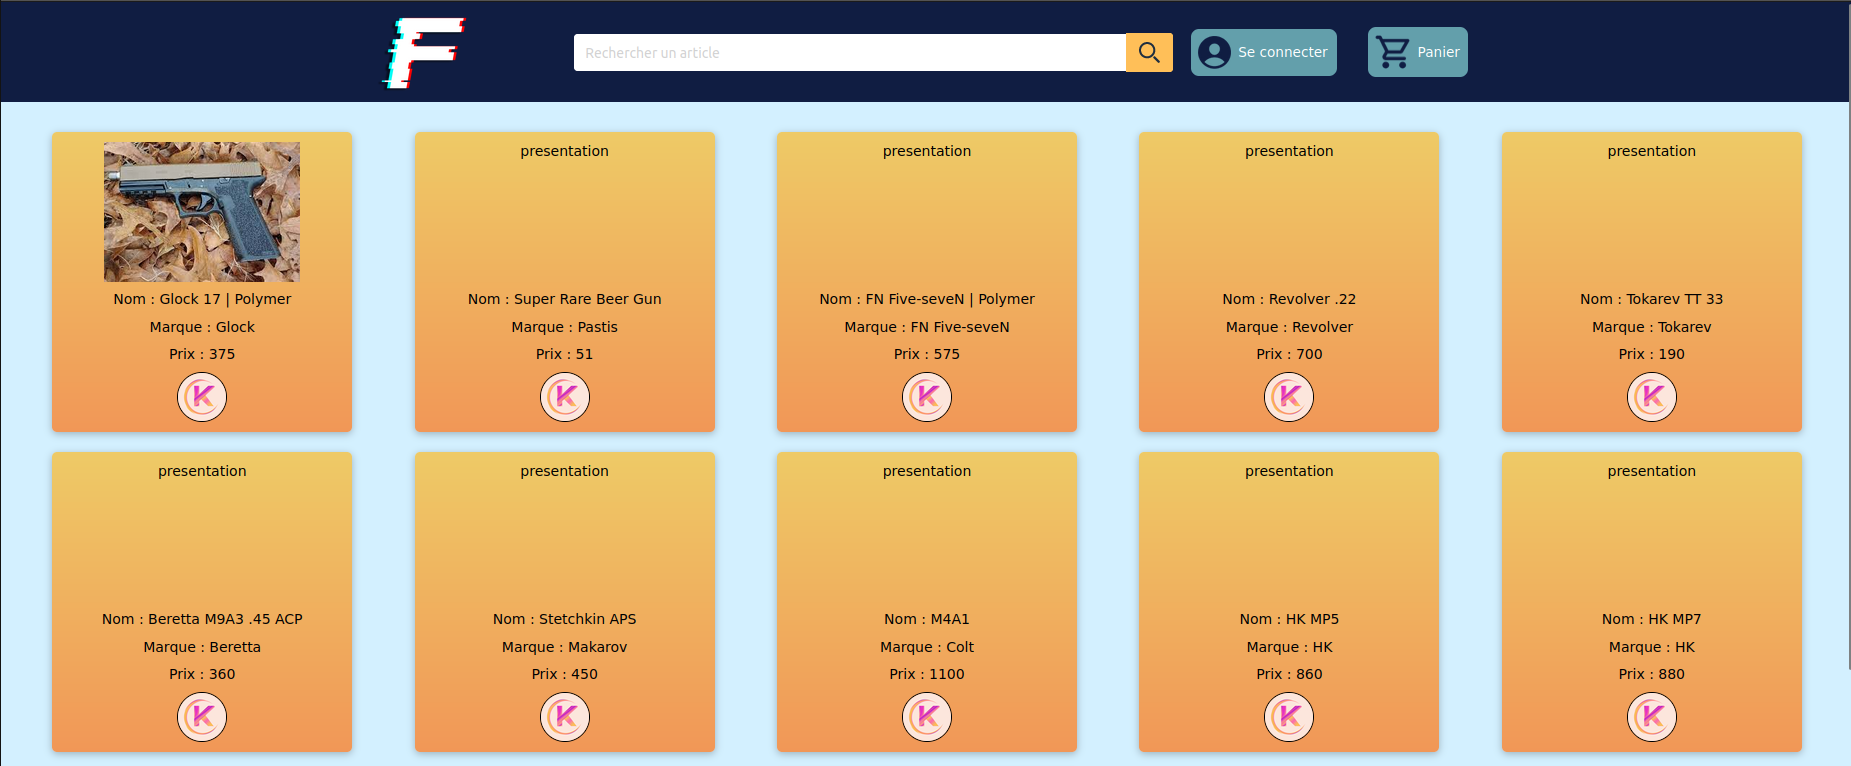 F
Rechercher un article
Se connecter
Panier
presentation
presentation
presentation
presentation
Nom : Glock 17 | Polymer
Marque : Glock
Prix : 375
K
Nom : Super Rare Beer Gun
Marque : Pastis
Prix : 51
K
Nom : FN Five-seveN | Polymer
Marque : FN Five-seveN
Prix : 575
K
Nom : Revolver .22
Marque : Revolver
Prix : 700
K
Nom : Tokarev TT 33
Marque : Tokarev
Prix : 190
K
presentation
Nom : Beretta M9A3 .45 ACP
Marque : Beretta
Prix : 360
K
presentation
Nom : Stetchkin APS
Marque : Makarov
Prix : 450
K
presentation
Nom : M4A1
Marque : Colt
Prix : 1100
K
presentation
Nom : HK MP5
Marque : HK
Prix : 860
K
presentation
Nom : HK MP7
Marque : HK
Prix : 880
K